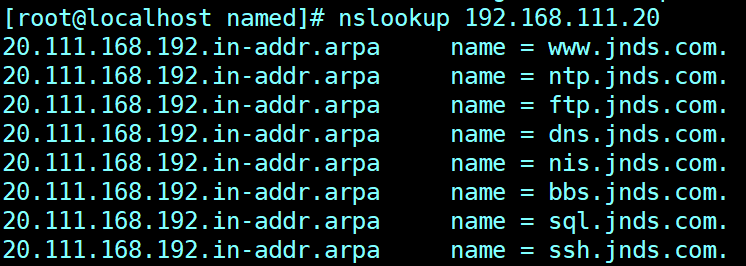 [root@localhost named]# nslookup 192.168.111.20
20.111.168.192.in-addr.arpa     name = www.jnds.com.
20.111.168.192.in-addr.arpa     name = ntp.jnds.com.
20.111.168.192.in-addr.arpa     name = ftp.jnds.com.
20.111.168.192.in-addr.arpa     name = dns.jnds.com.
20.111.168.192.in-addr.arpa     name = nis.jnds.com.
20.111.168.192.in-addr.arpa     name = bbs.jnds.com.
20.111.168.192.in-addr.arpa     name = sql.jnds.com.
20.111.168.192.in-addr.arpa     name = ssh.jnds.com.